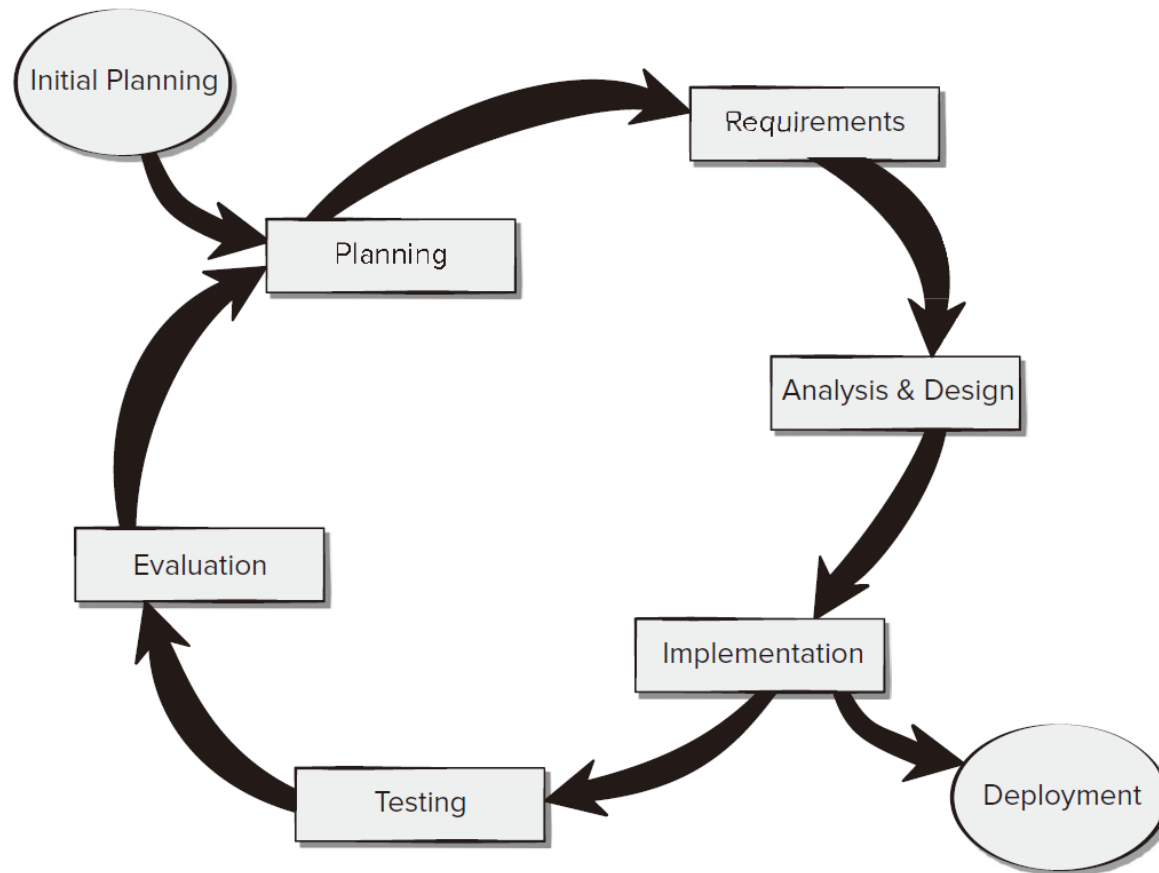 Initial Planning
Requirements
Planning
Analysis & Design
Evaluation
Implementation
Testing
Deployment